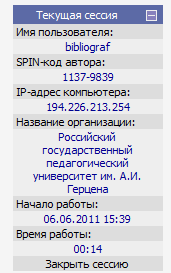 Текущая сессия
Имя пользователя:
bibliograf
SPIN-код автора:
1137-9839
IP-адрес компьютера:
194.226.213.254
Название организации:
Российский
государственный
педагогический
университет им. А.И.
Герцена
Начало работы:
06.06.2011 15:39
Время работы:
00:14
Закрыть сессию